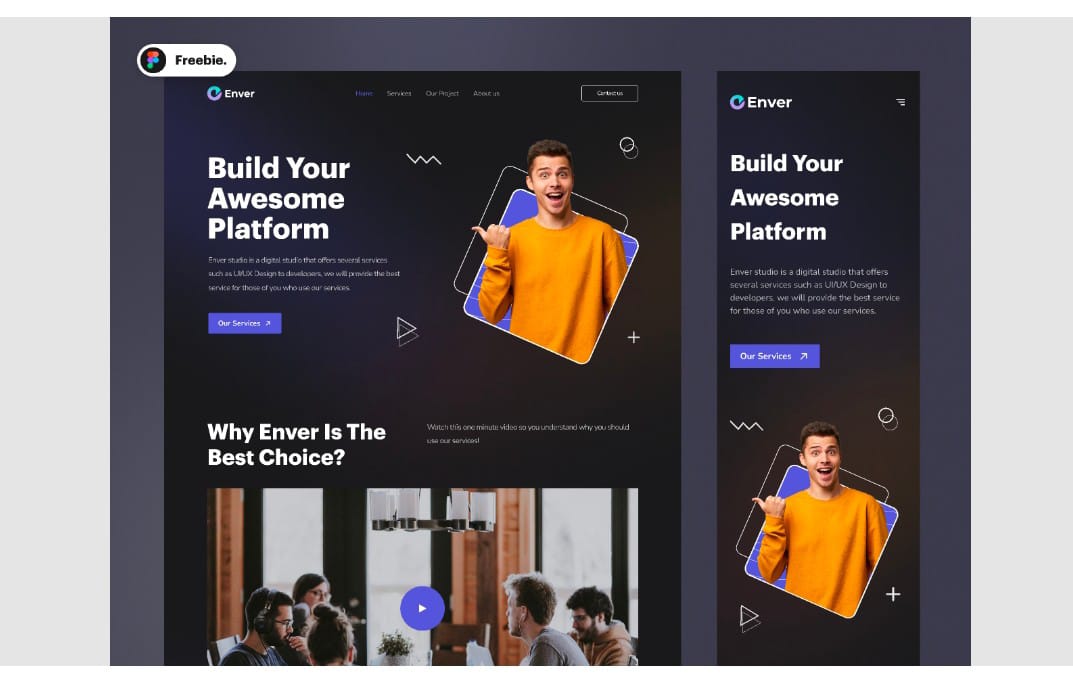 Freebie.
Enver
Home Services Our Project About us
Contact us
Build Your
Awesome
Platform
Enver studio is a digital studio that offers several services
such as UI/UX Design to developers, we will provide the best
service for those of you who use our services.
Our Services
Why Enver Is The
Best Choice?
Watch this one minute video so you understand why you should
use our services!
Enver
Build Your
Awesome
Platform
Enver studio is a digital studio that offers
several services such as UI/UX Design to
developers, we will provide the best service
for those of you who use our services.
Our Services